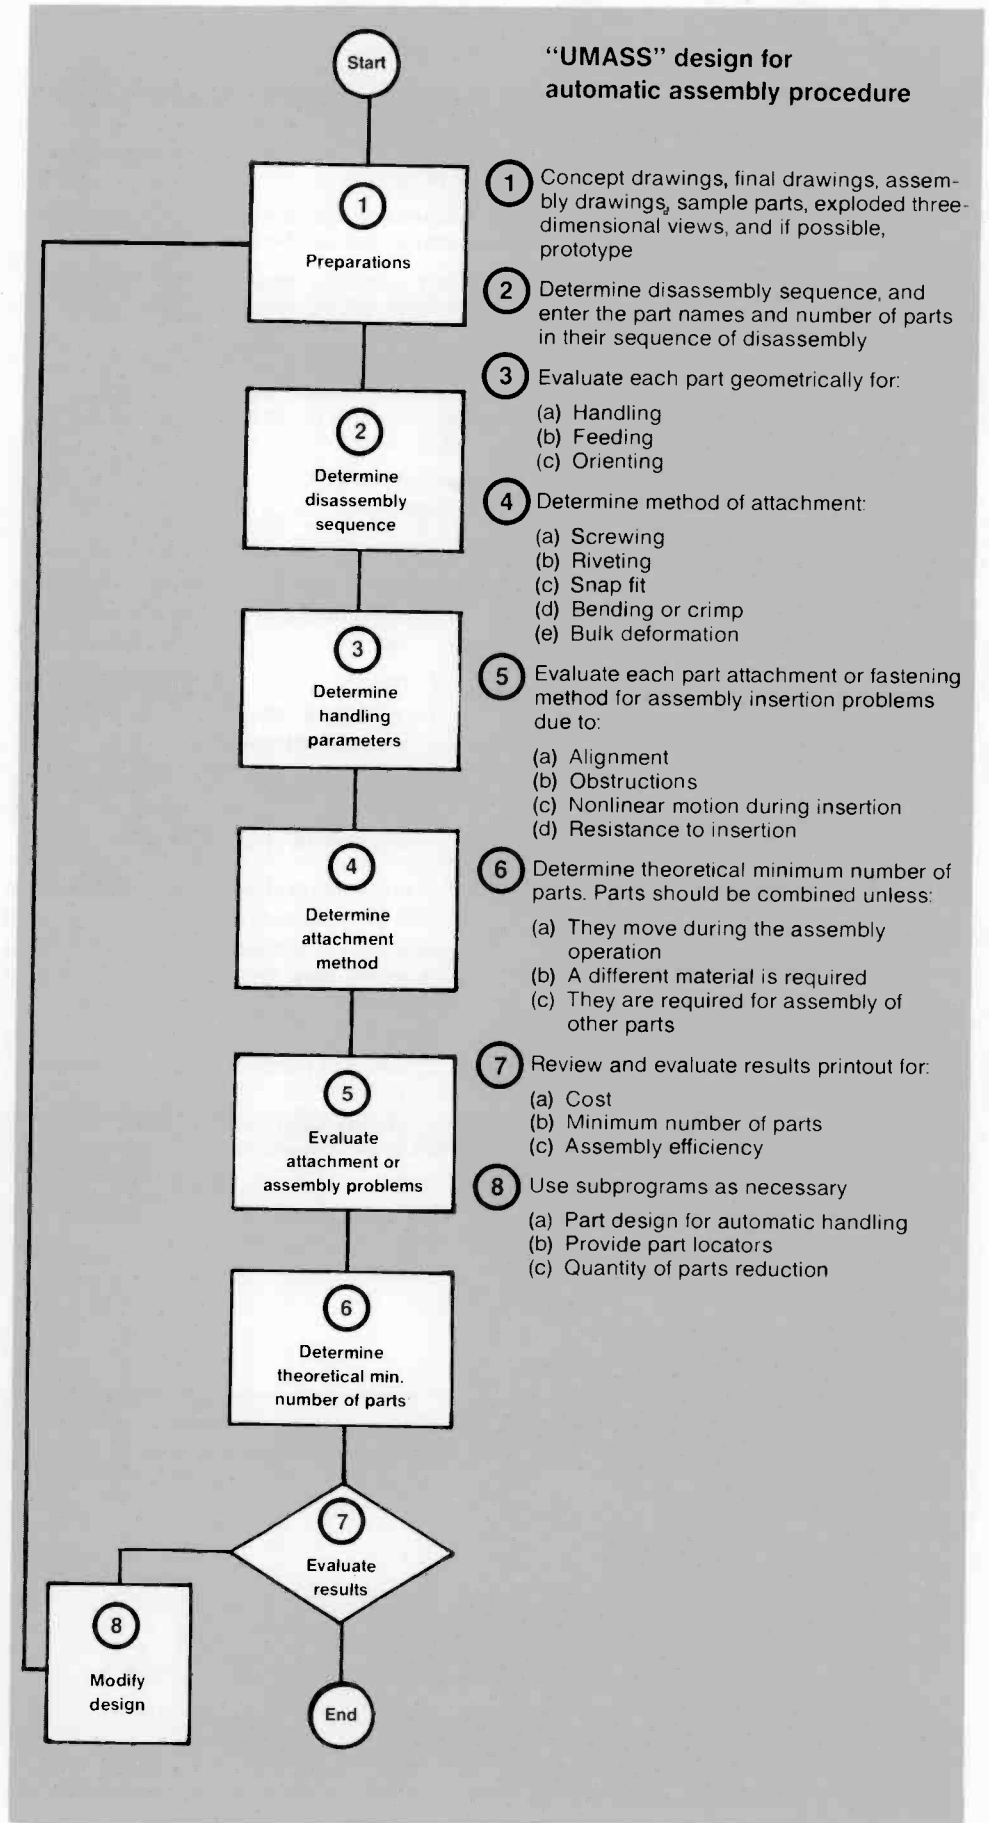 Start
"UMASS" design for
automatic assembly procedure
1
Preparations
2
Determine
disassembly
sequence
3
Determine
handling
parameters
4
Determine
attachment
method
5
Evaluate
attachment or
assembly problems
6
Determine
theoretical min.
number of parts
7
Evaluate
results
8
Modify
design
End
1 Concept drawings, final drawings, assem-
bly drawings, sample parts, exploded three-
dimensional views, and if possible,
prototype
2 Determine disassembly sequence, and
enter the part names and number of parts
in their sequence of disassembly
3 Evaluate each part geometrically for:
(a) Handling
(b) Feeding
(c) Orienting
4 Determine method of attachment:
(a) Screwing
(b) Riveting
(c) Snap fit
(d) Bending or crimp
(e) Bulk deformation
5 Evaluate each part attachment or fastening
method for assembly insertion problems
due to:
(a) Alignment
(b) Obstructions
(c) Nonlinear motion during insertion
(d) Resistance to insertion
6 Determine theoretical minimum number of
parts. Parts should be combined unless:
(a) They move during the assembly
operation
(b) A different material is required
(c) They are required for assembly of
other parts
7 Review and evaluate results printout for:
(a) Cost
(b) Minimum number of parts
(c) Assembly efficiency
8 Use subprograms as necessary
(a) Part design for automatic handling
(b) Provide part locators
(c) Quantity of parts reduction